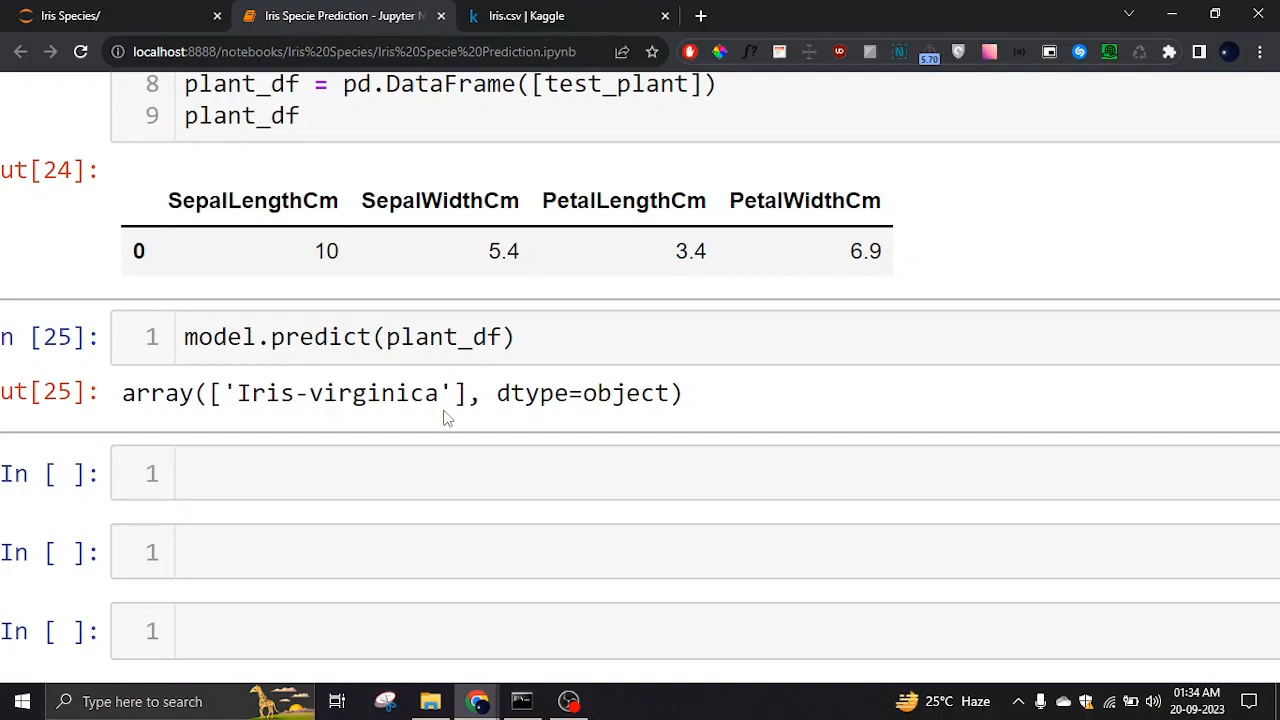 Iris Species/
Iris Specie Prediction - Jupyter N
Iris.csv | Kaggle
localhost:8888/notebooks/Iris%20Species/Iris%20Specie%20Prediction.ipynb
5.70
8 plant_df = pd.DataFrame([test_plant])
9 plant_df
ut[24]:
SepalLengthCm SepalWidthCm PetalLengthCm PetalWidthCm
0 10 5.4 3.4 6.9
n [25]: 1 model.predict(plant_df)
ut[25]: array(['Iris-virginica'], dtype=object)
In [ ]: 1
In [ ]: 1
In [ ]: 1
Type here to search
25°C Haze
01:34 AM
20-09-2023